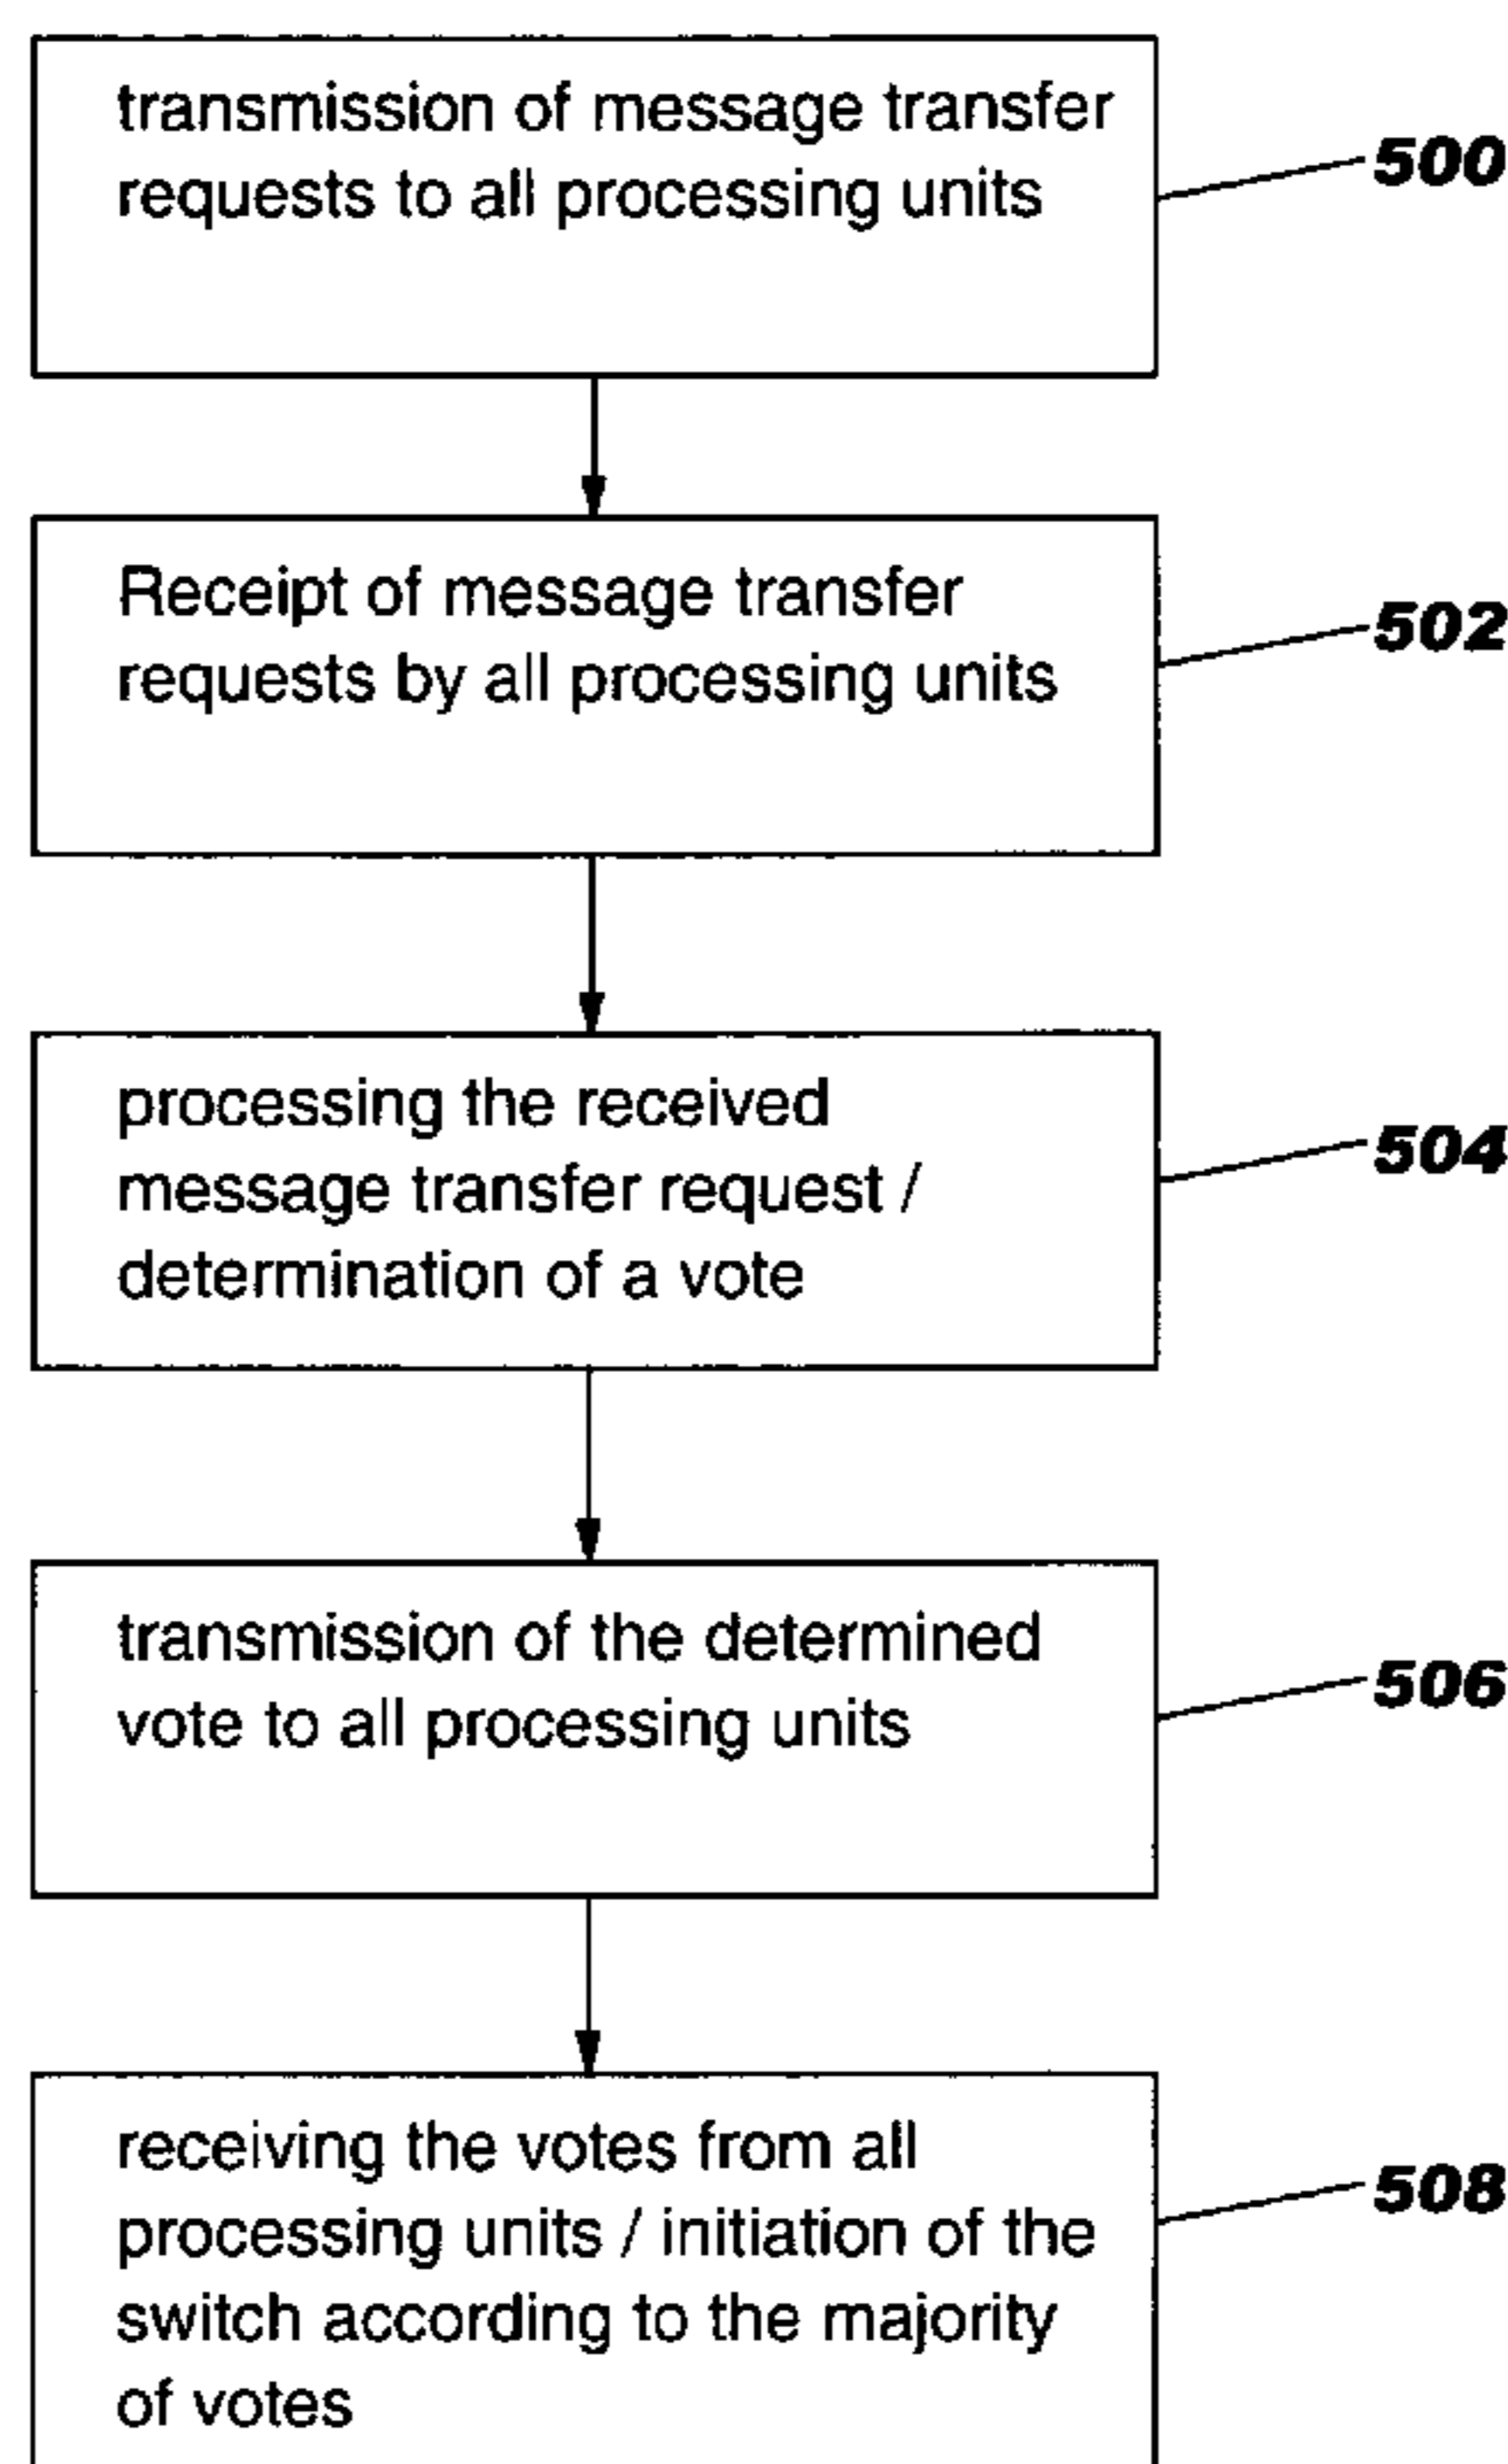 transmission of message transfer
requests to all processing units
500
Receipt of message transfer
requests by all processing units
502
processing the received
message transfer request /
determination of a vote
504
transmission of the determined
vote to all processing units
506
receiving the votes from all
processing units / initiation of the
switch according to the majority
of votes
508